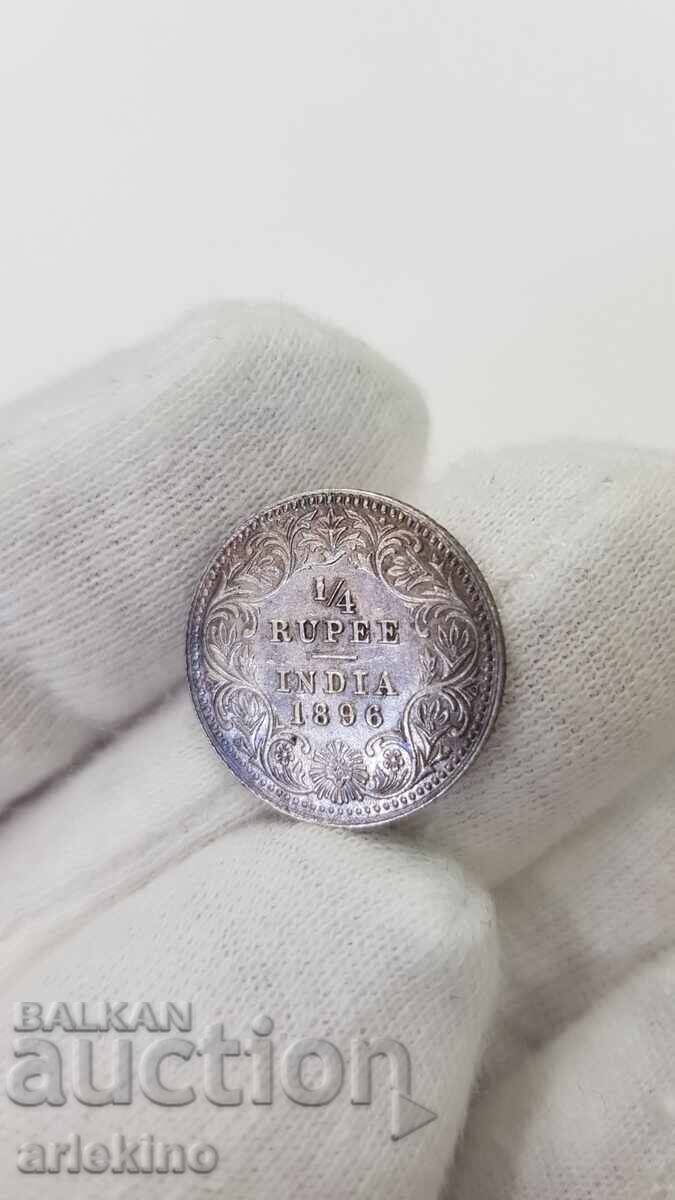 1/4
RUPEE
INDIA
1896
BALKAN
auction
arlekino